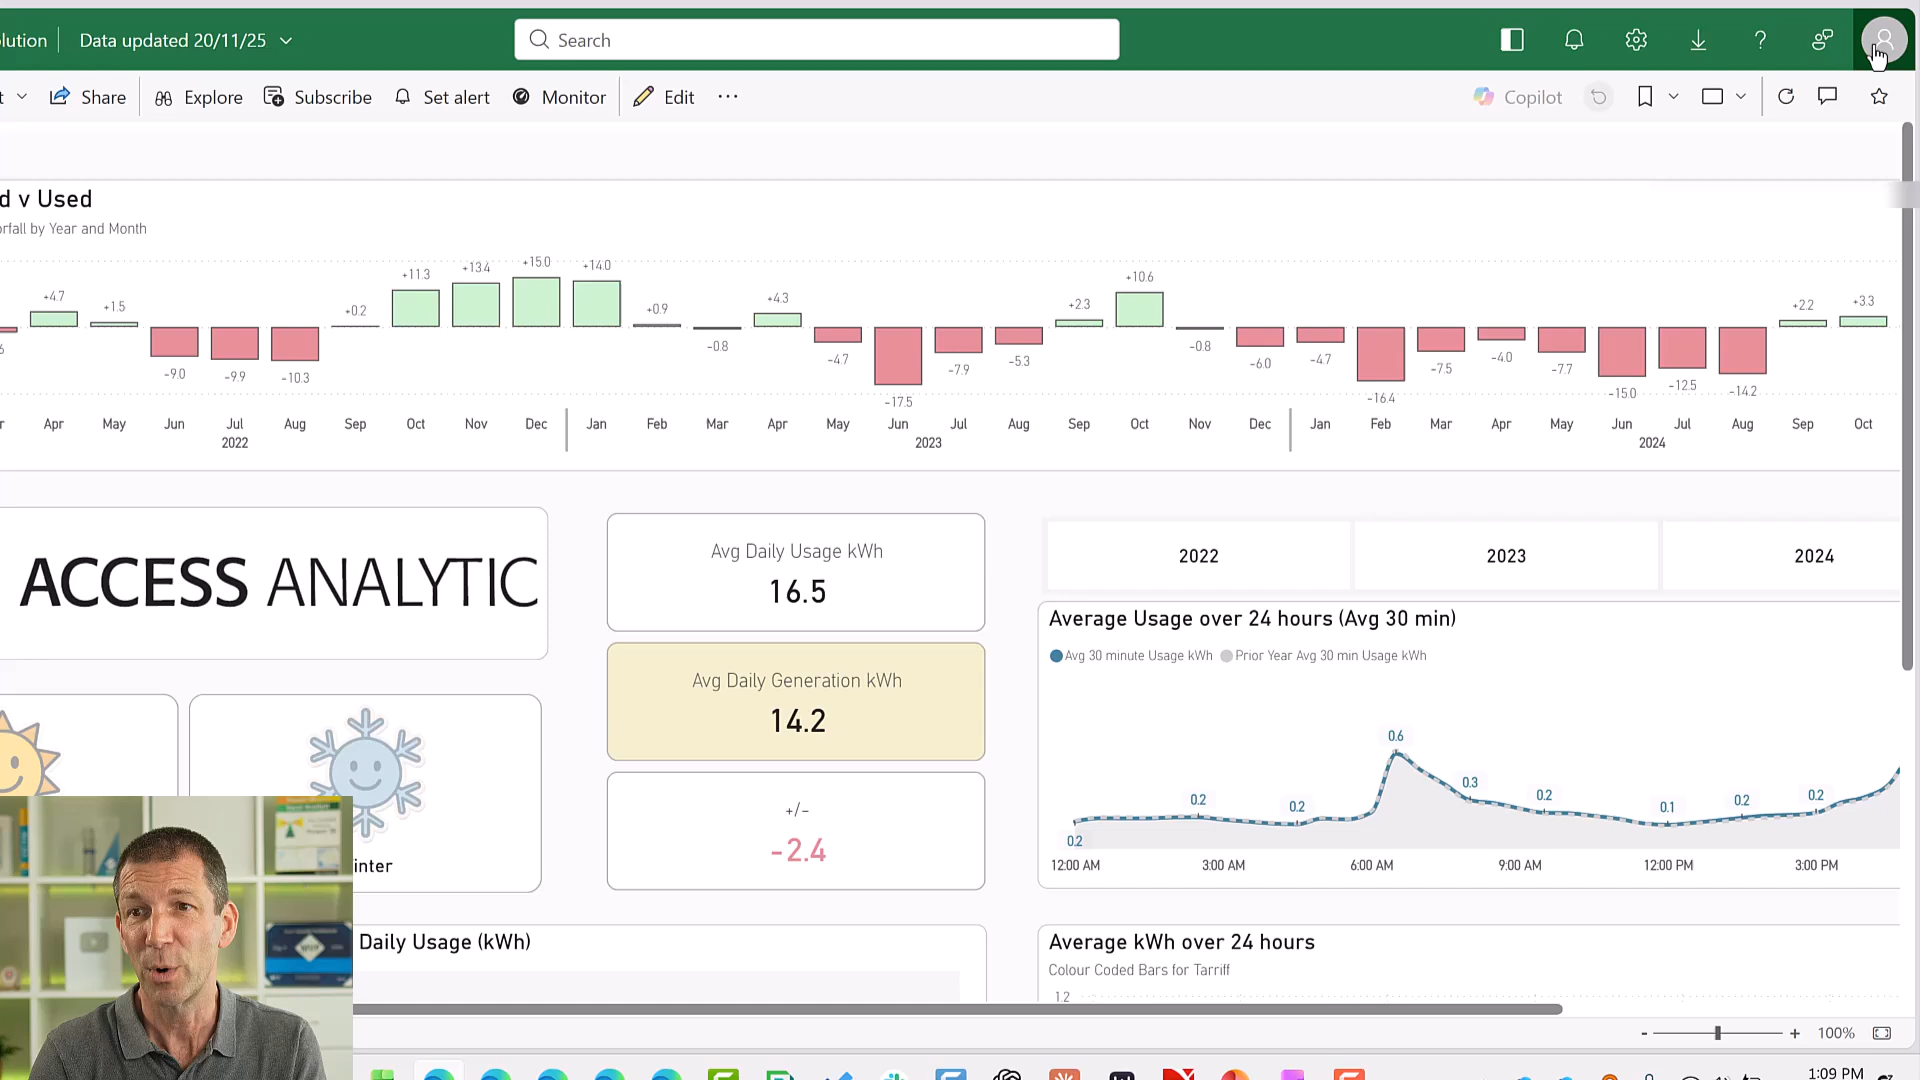 lution
Data updated 20/11/25
Search
Share
Explore
Subscribe
Set alert
Monitor
Edit
Copilot
d v Used
rfall by Year and Month
+4.7 +1.5 -9.0 -9.9 -10.3 +0.2 +11.3 +13.4 +15.0 +14.0 +0.9 -0.8 +4.3 -4.7 -17.5 -7.9 -5.3 +2.3 +10.6 -0.8 -6.0 -4.7 -16.4 -7.5 -4.0 -7.7 -15.0 -12.5 -14.2 +2.2 +3.3
Apr May Jun Jul Aug Sep Oct Nov Dec Jan Feb Mar Apr May Jun Jul Aug Sep Oct Nov Dec Jan Feb Mar Apr May Jun Jul Aug Sep Oct
2022 2023 2024
ACCESS ANALYTIC
Avg Daily Usage kWh
16.5
Avg Daily Generation kWh
14.2
+/-
-2.4
inter
2022 2023 2024
Average Usage over 24 hours (Avg 30 min)
Avg 30 minute Usage kWh Prior Year Avg 30 min Usage kWh
0.2 0.2 0.2 0.6 0.3 0.2 0.1 0.2 0.2
12:00 AM 3:00 AM 6:00 AM 9:00 AM 12:00 PM 3:00 PM
Daily Usage (kWh)
Average kWh over 24 hours
Colour Coded Bars for Tarriff
1.2
- + 100%
1:09 PM